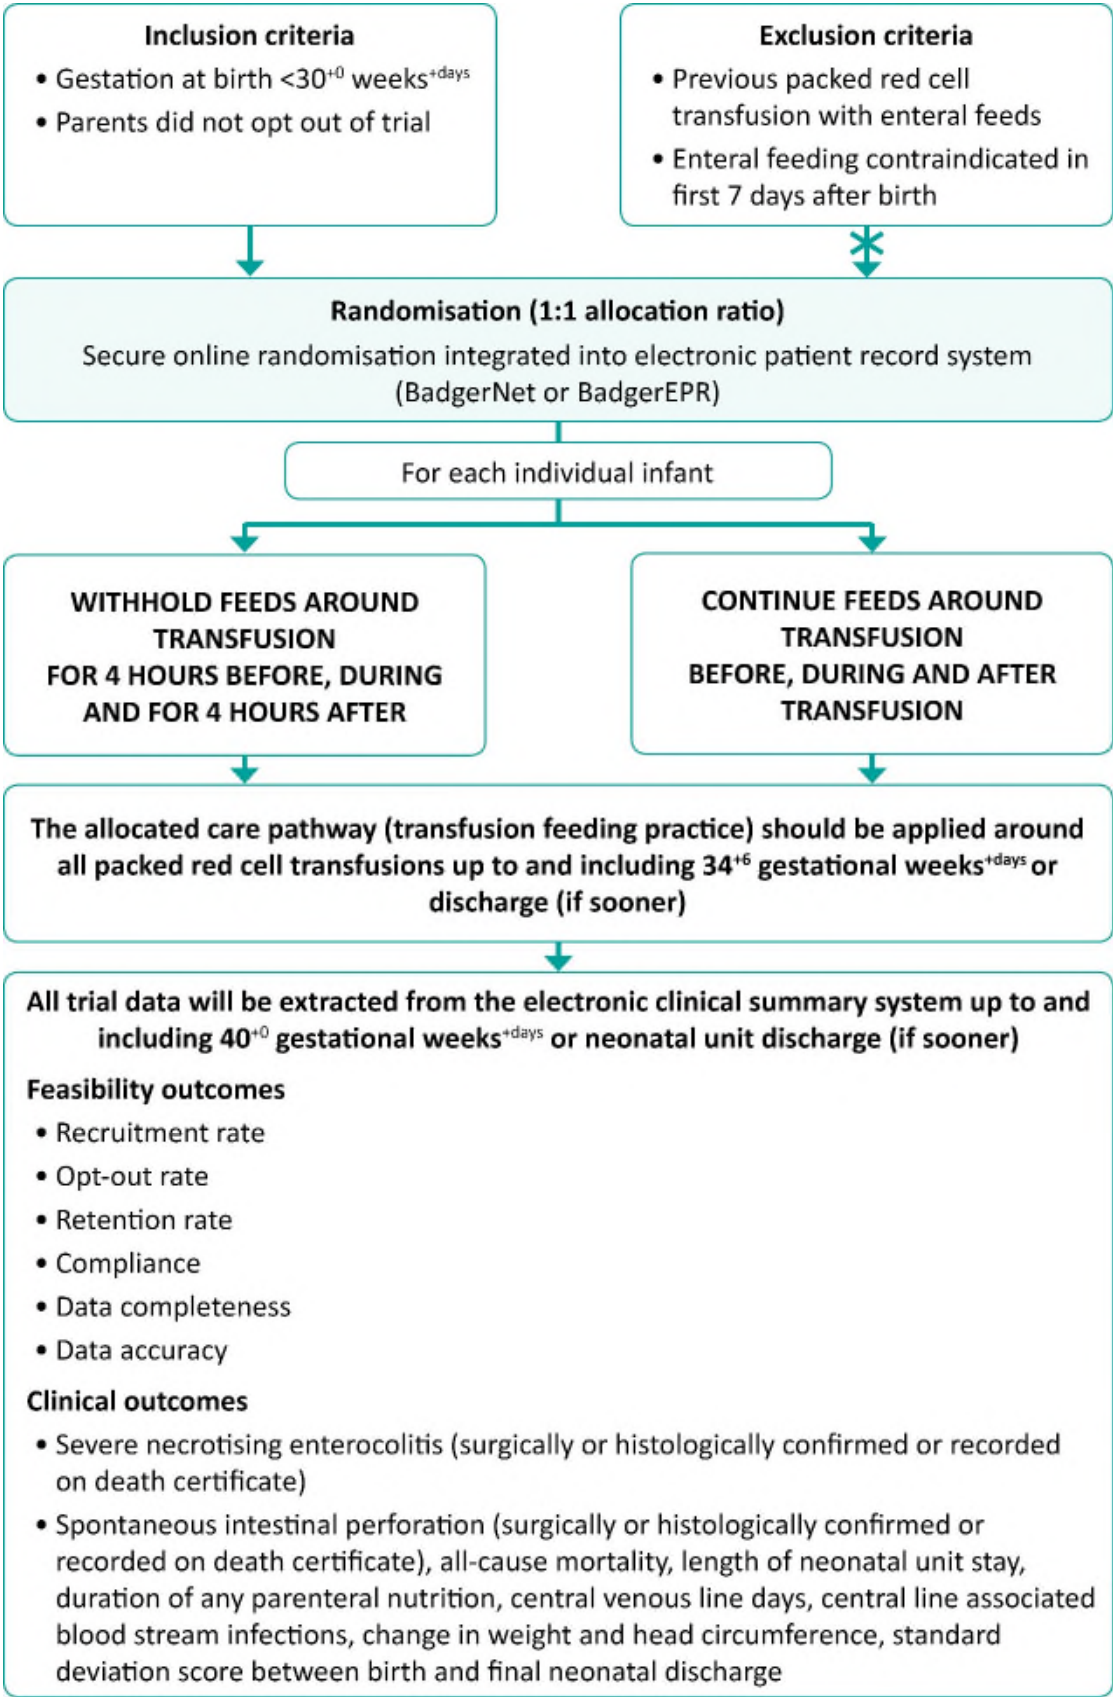 Inclusion criteria
• Gestation at birth <30⁺⁰ weeks⁺ᵈᵃʸˢ
• Parents did not opt out of trial
Exclusion criteria
• Previous packed red cell
transfusion with enteral feeds
• Enteral feeding contraindicated in
first 7 days after birth
Randomisation (1:1 allocation ratio)
Secure online randomisation integrated into electronic patient record system
(BadgerNet or BadgerEPR)
For each individual infant
WITHHOLD FEEDS AROUND
TRANSFUSION
FOR 4 HOURS BEFORE, DURING
AND FOR 4 HOURS AFTER
CONTINUE FEEDS AROUND
TRANSFUSION
BEFORE, DURING AND AFTER
TRANSFUSION
The allocated care pathway (transfusion feeding practice) should be applied around
all packed red cell transfusions up to and including 34⁺⁶ gestational weeks⁺ᵈᵃʸˢ or
discharge (if sooner)
All trial data will be extracted from the electronic clinical summary system up to and
including 40⁺⁰ gestational weeks⁺ᵈᵃʸˢ or neonatal unit discharge (if sooner)
Feasibility outcomes
• Recruitment rate
• Opt-out rate
• Retention rate
• Compliance
• Data completeness
• Data accuracy
Clinical outcomes
• Severe necrotising enterocolitis (surgically or histologically confirmed or recorded
on death certificate)
• Spontaneous intestinal perforation (surgically or histologically confirmed or
recorded on death certificate), all-cause mortality, length of neonatal unit stay,
duration of any parenteral nutrition, central venous line days, central line associated
blood stream infections, change in weight and head circumference, standard
deviation score between birth and final neonatal discharge